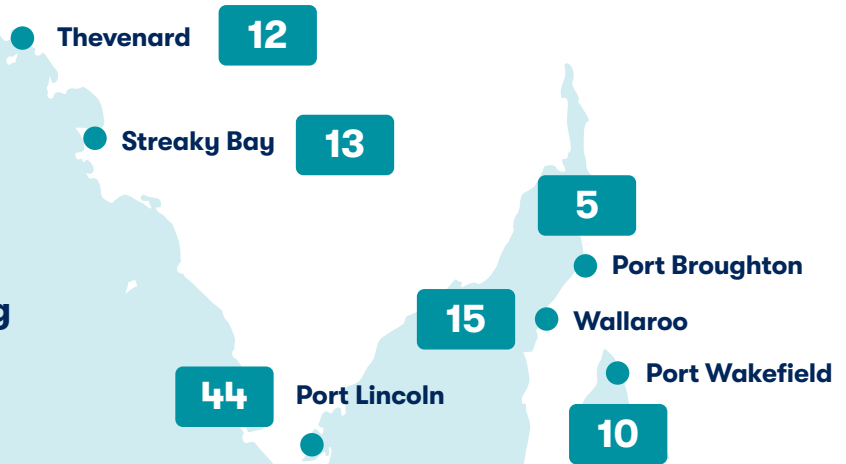 Thevenard 12
Streaky Bay 13
5
Port Broughton
g
15 Wallaroo
Port Wakefield
44 Port Lincoln
10